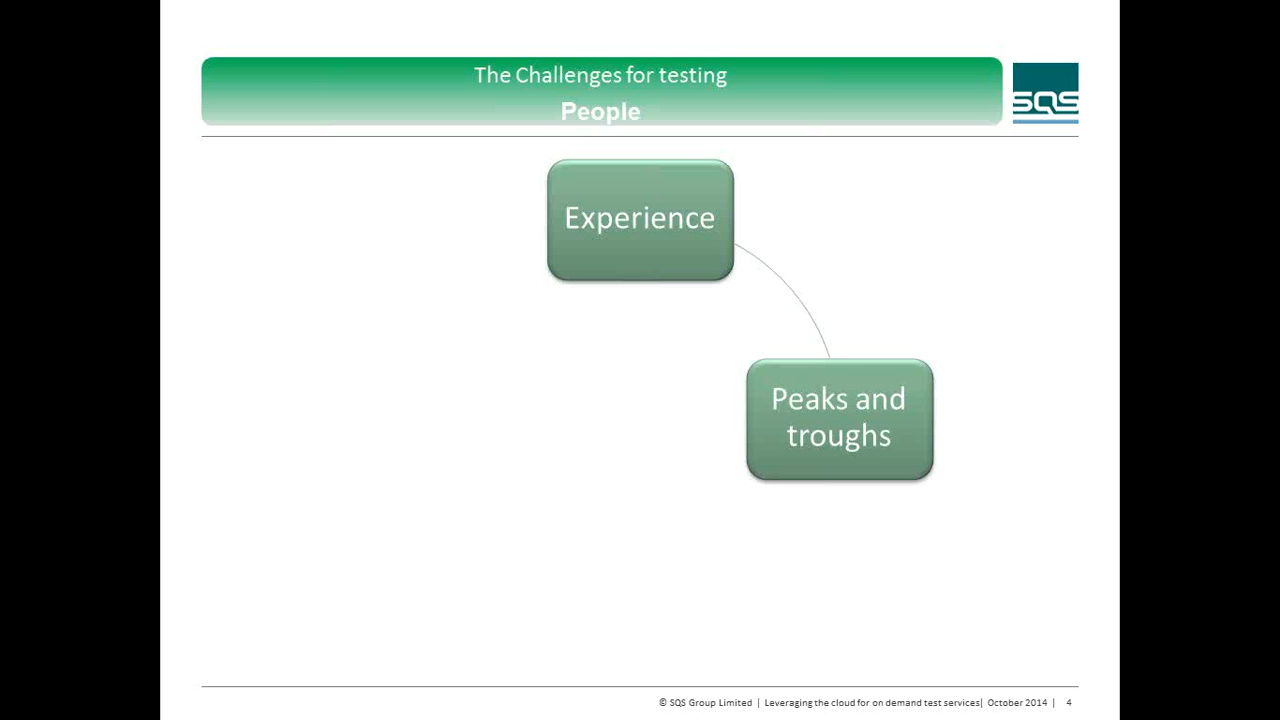 The Challenges for testing
People
SQS
Experience
Peaks and
troughs
© SQS Group Limited | Leveraging the cloud for on demand test services| October 2014 | 4